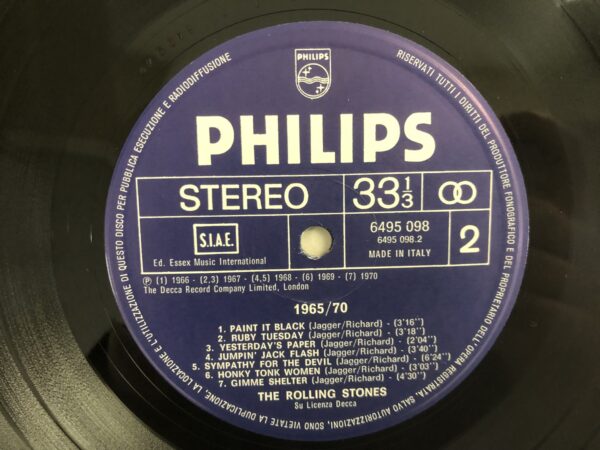 PHILIPS
PHILIPS
STEREO
33 1/3
S.I.A.E.
6495 098
6495 098.2
MADE IN ITALY
2
Ed. Essex Music International
℗ (1) 1966 - (2,3) 1967 - (4,5) 1968 - (6) 1969 - (7) 1970
The Decca Record Company Limited, London
1965/70
1. PAINT IT BLACK (Jagger/Richard) - (3'16'')
2. RUBY TUESDAY (Jagger/Richard) - (3'18'')
3. YESTERDAY'S PAPER (Jagger/Richard) - (2'04'')
4. JUMPIN' JACK FLASH (Jagger/Richard) - (3'40'')
5. SYMPATHY FOR THE DEVIL (Jagger/Richard) - (6'24'')
6. HONKY TONK WOMEN (Jagger/Richard) - (3'03'')
7. GIMME SHELTER (Jagger/Richard) - (4'30'')
THE ROLLING STONES
Su Licenza Decca
RISERVATI TUTTI I DIRITTI DEL PRODUTTORE FONOGRAFICO E DEL PROPRIETARIO DELL'OPERA REGISTRATA. SALVO AUTORIZZAZIONI, SONO VIETATE LA DUPLICAZIONE, LA LOCAZIONE E L'UTILIZZAZIONE DI QUESTO DISCO PER PUBBLICA ESECUZIONE E RADIODIFFUSIONE